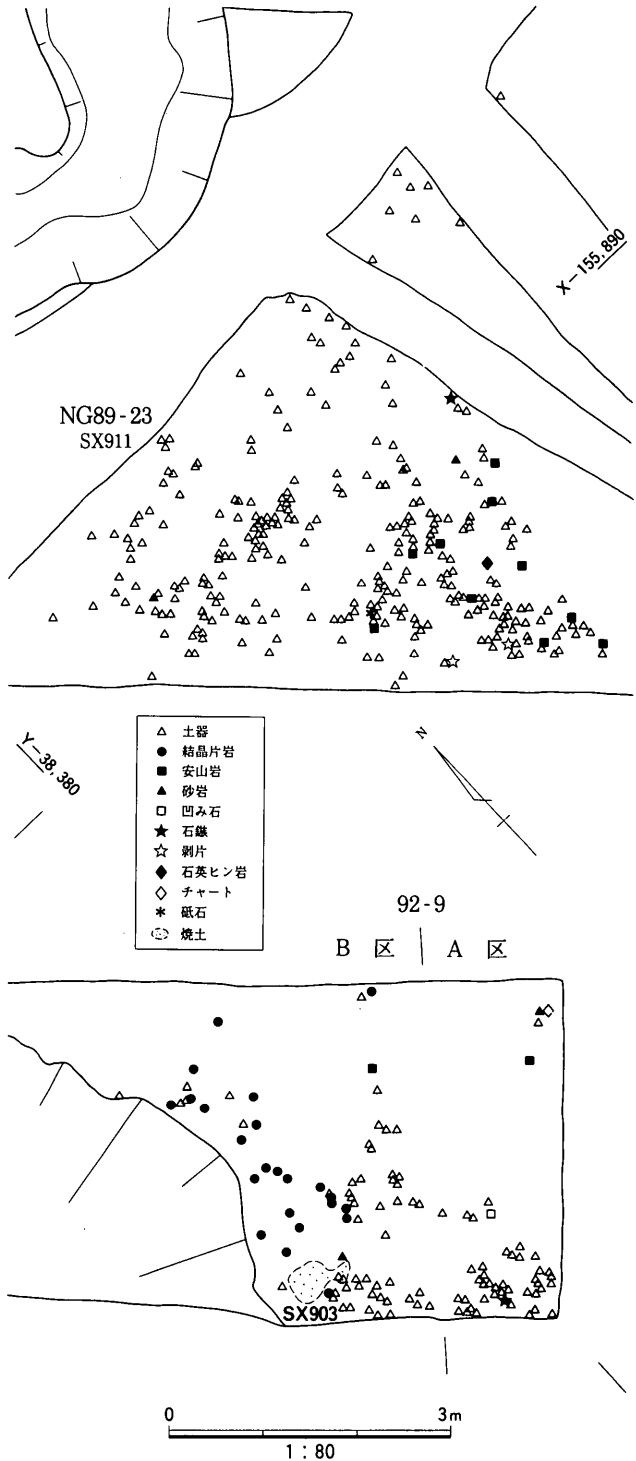 X－155,890
NG89-23
SX911
Y－38,380
土器
結晶片岩
安山岩
砂岩
凹み石
石鏃
剥片
石英ヒン岩
チャート
砥石
焼土
N
92-9
B 区 A 区
SX903
0 3m
1：80